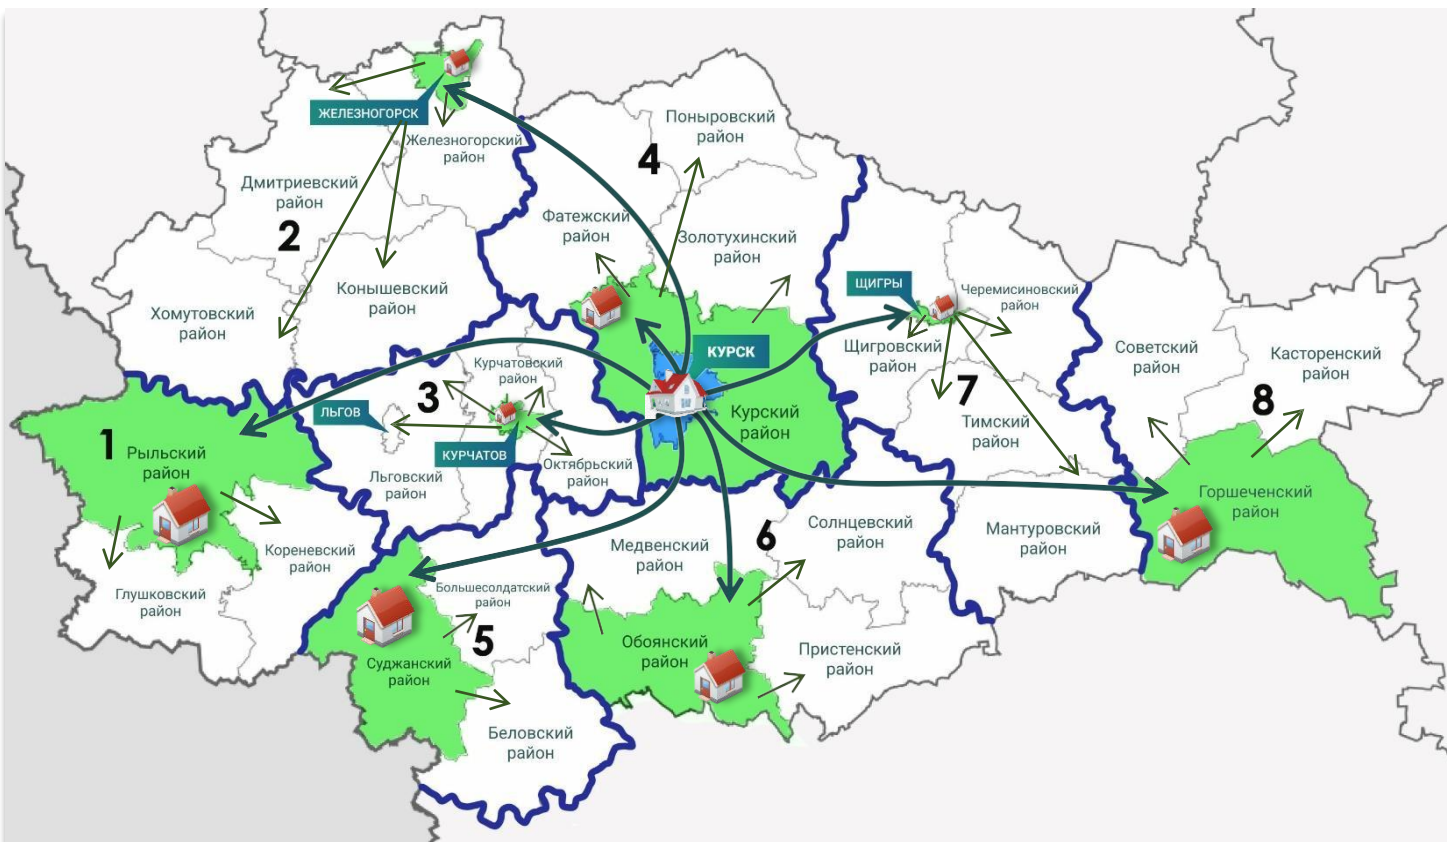 ЖЕЛЕЗНОГОРСК
Железногорский
район
Дмитриевский
район
2
Хомутовский
район
Конышевский
район
4
Поныровский
район
Фатежский
район
Золотухинский
район
ЩИГРЫ
Черемисиновский
район
Щигровский
район
7
Тимский
район
Мантуровский
район
Советский
район
Касторенский
район
8
Горшеченский
район
КУРСК
Курский
район
3
Курчатовский
район
ЛЬГОВ
КУРЧАТОВ
Льговский
район
Октябрьский
район
1
Рыльский
район
Кореневский
район
Глушковский
район
Большесолдатский
район
5
Суджанский
район
Беловский
район
6
Медвенский
район
Солнцевский
район
Обоянский
район
Пристенский
район